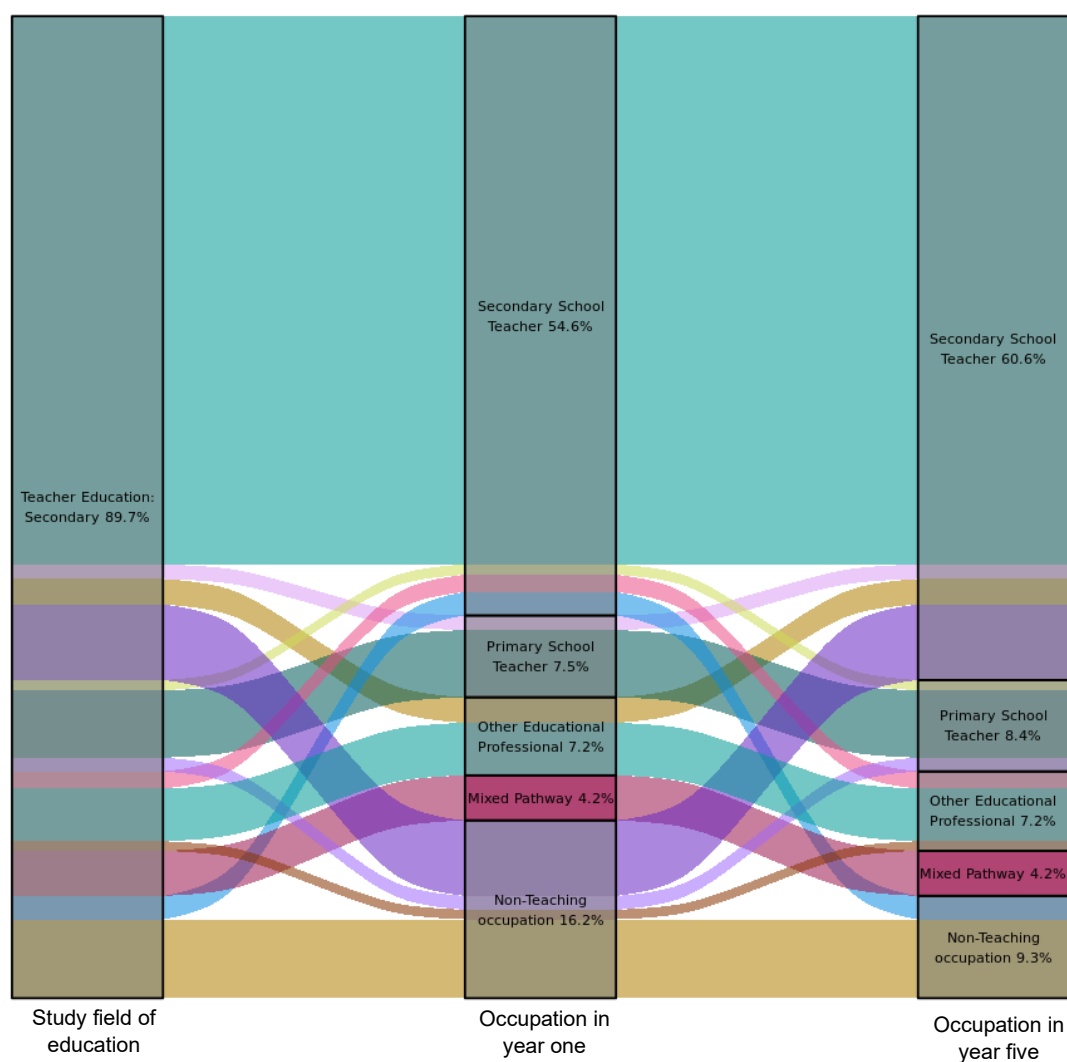 Teacher Education:
Secondary 89.7%
Secondary School
Teacher 54.6%
Primary School
Teacher 7.5%
Other Educational
Professional 7.2%
Mixed Pathway 4.2%
Non-Teaching
occupation 16.2%
Secondary School
Teacher 60.6%
Primary School
Teacher 8.4%
Other Educational
Professional 7.2%
Mixed Pathway 4.2%
Non-Teaching
occupation 9.3%
Study field of
education
Occupation in
year one
Occupation in
year five